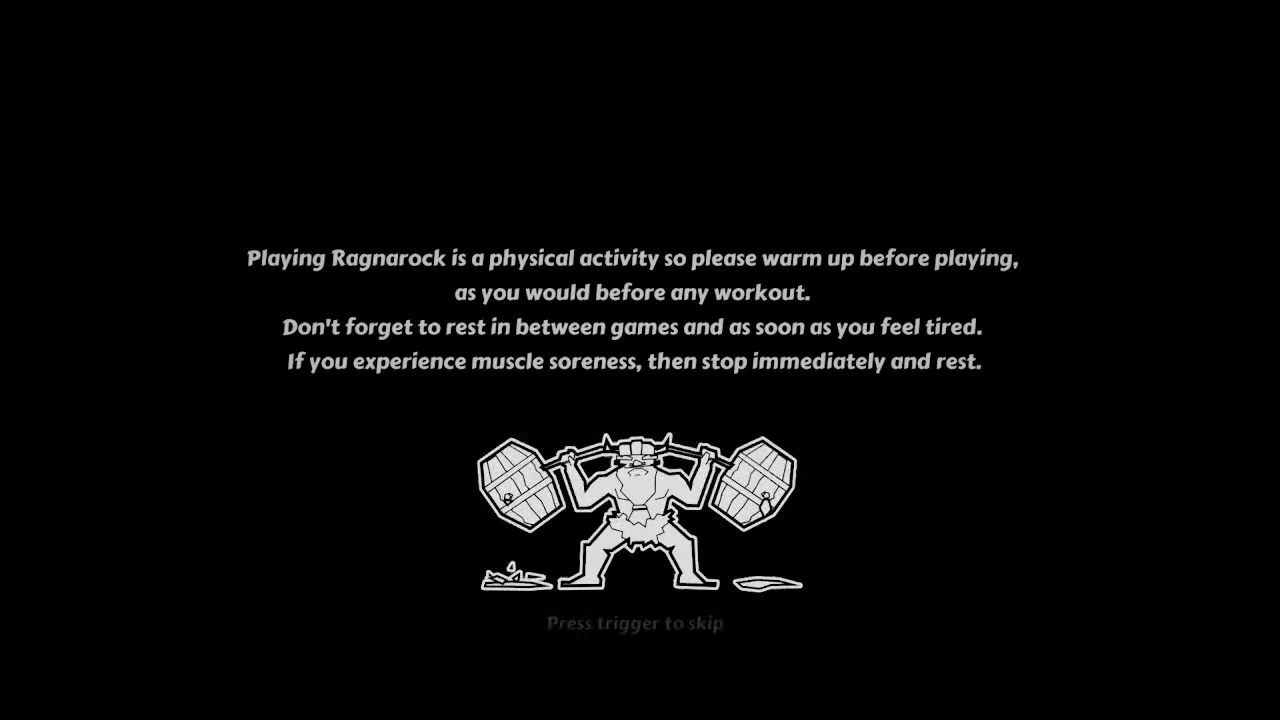 Playing Ragnarock is a physical activity so please warm up before playing,
as you would before any workout.
Don't forget to rest in between games and as soon as you feel tired.
If you experience muscle soreness, then stop immediately and rest.
Press trigger to skip